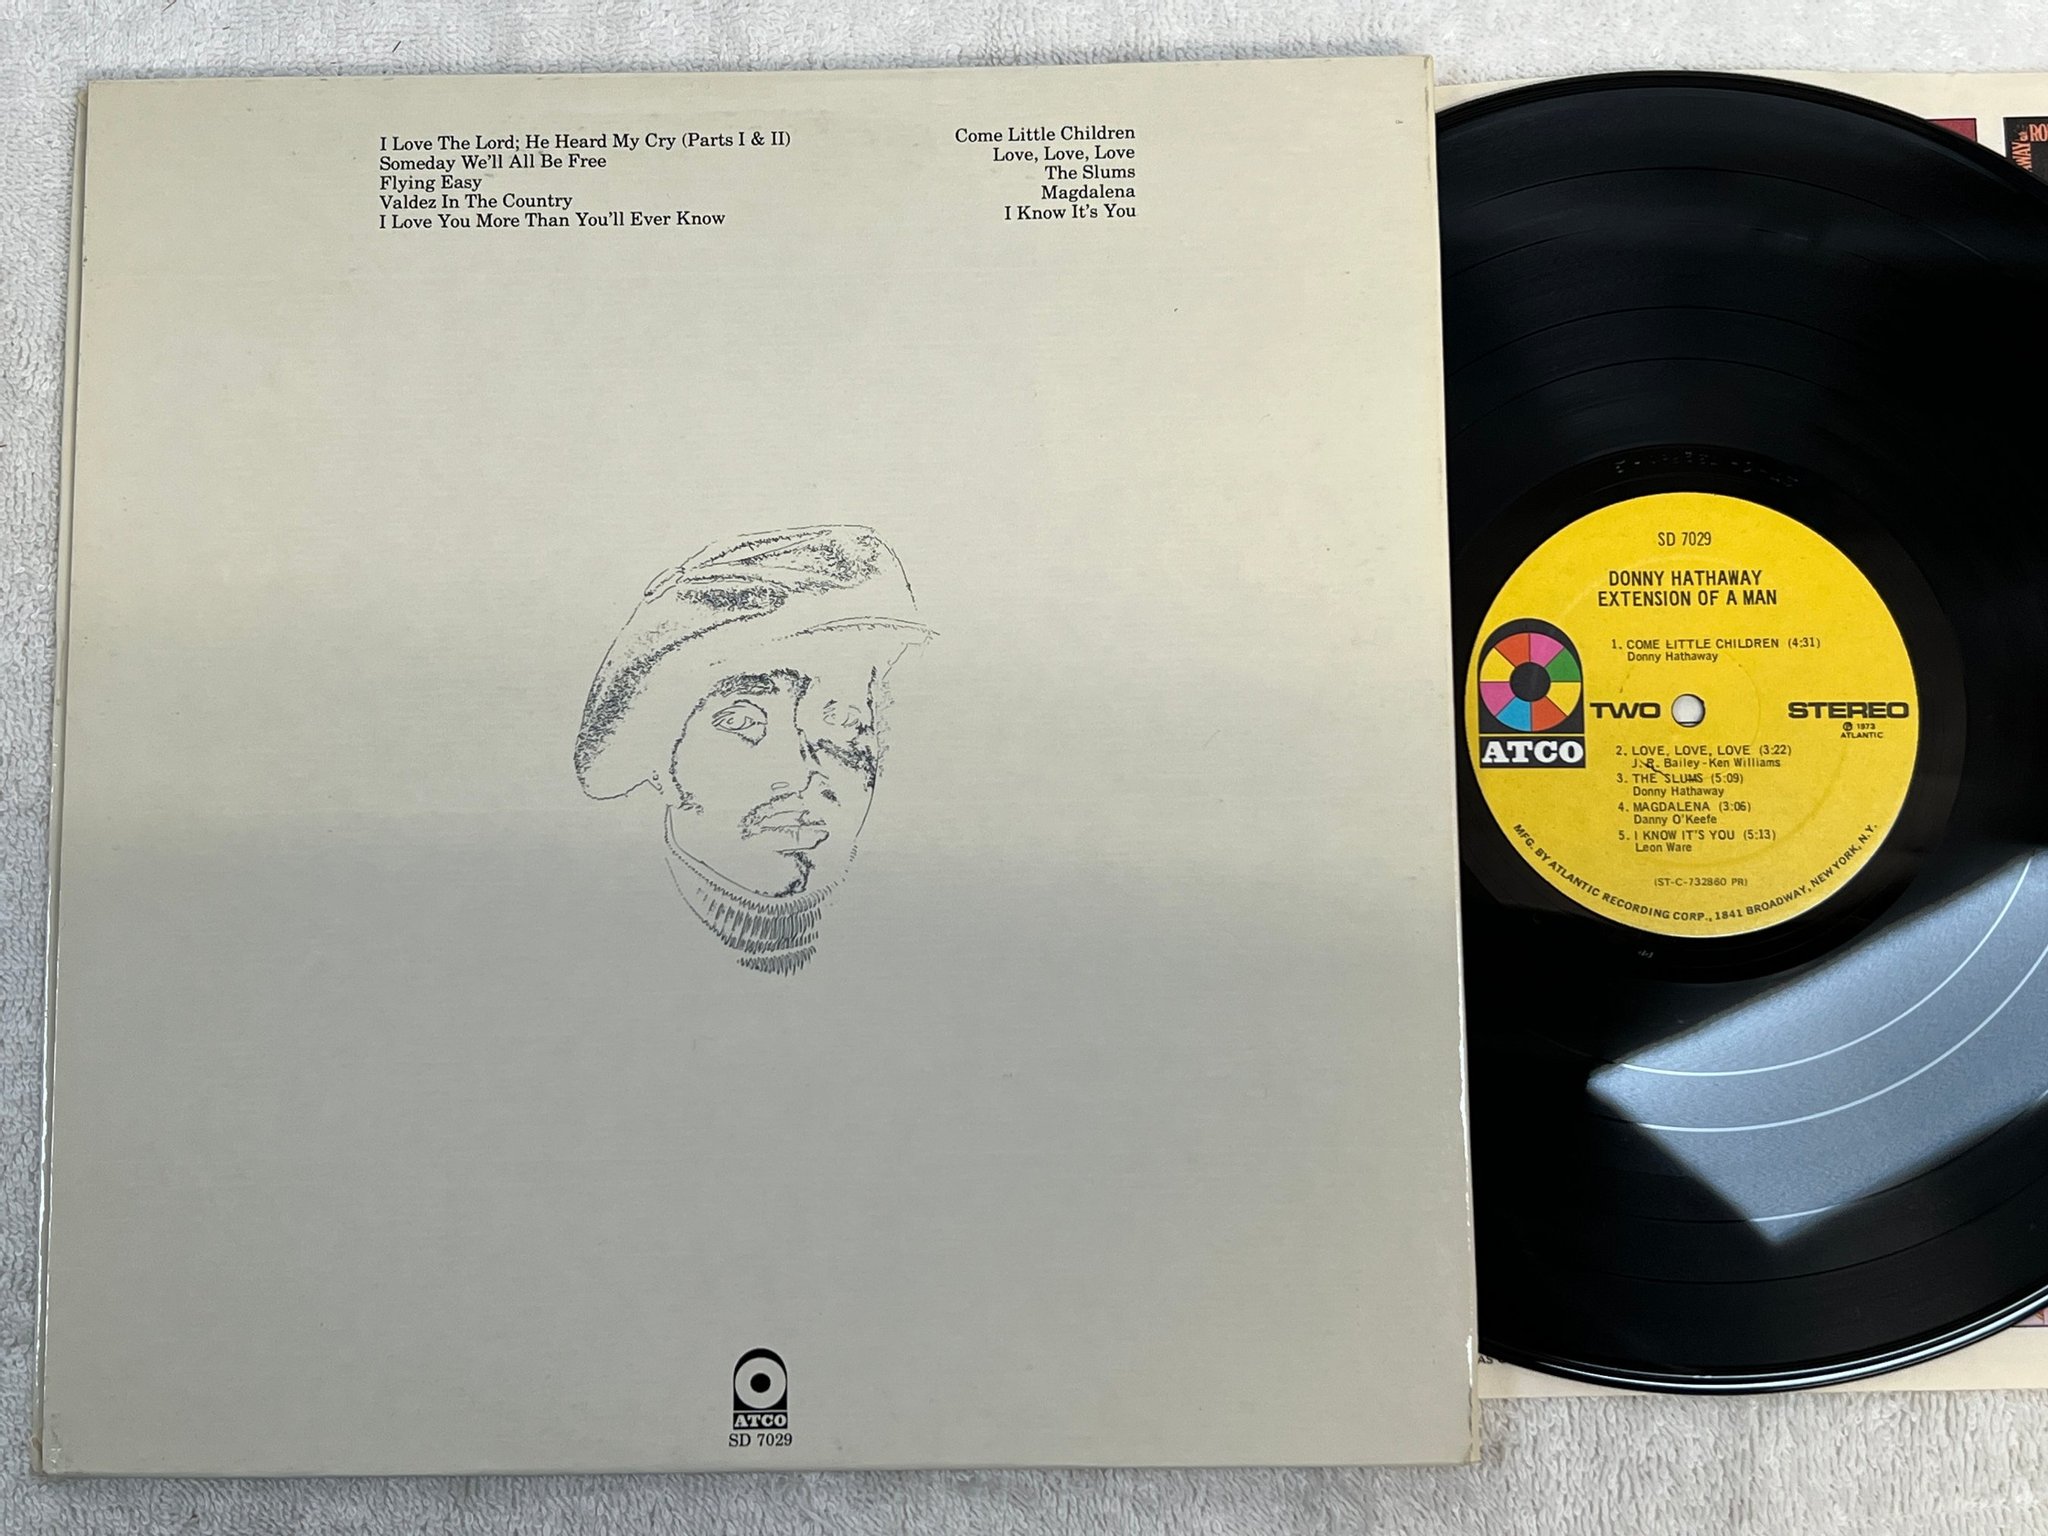 I Love The Lord; He Heard My Cry (Parts I & II)
Someday We'll All Be Free
Flying Easy
Valdez In The Country
I Love You More Than You'll Ever Know
Come Little Children
Love, Love, Love
The Slums
Magdalena
I Know It's You
ATCO
SD 7029
SD 7029
DONNY HATHAWAY
EXTENSION OF A MAN
1. COME LITTLE CHILDREN (4:31)
Donny Hathaway
TWO
STEREO
Ⓟ 1973
ATLANTIC
ATCO
2. LOVE, LOVE, LOVE (3:22)
J. R. Bailey - Ken Williams
3. THE SLUMS (5:09)
Donny Hathaway
4. MAGDALENA (3:06)
Danny O'Keefe
5. I KNOW IT'S YOU (5:13)
Leon Ware
(ST-C-732860 PR)
MFG. BY ATLANTIC RECORDING CORP., 1841 BROADWAY, NEW YORK, N.Y.